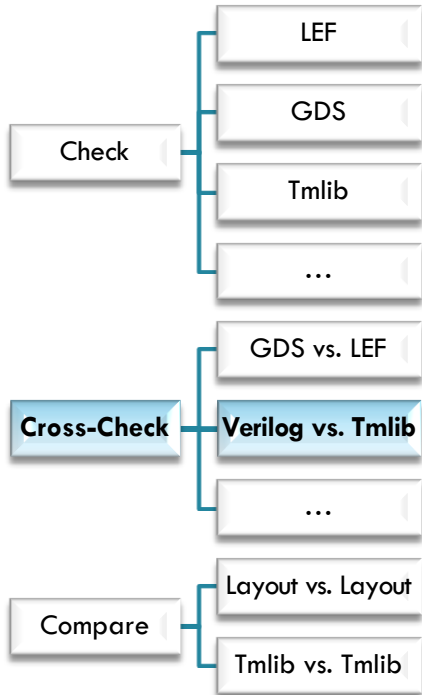 LEF
GDS
Check
Tmlib
...
GDS vs. LEF
Cross-Check
Verilog vs. Tmlib
...
Layout vs. Layout
Compare
Tmlib vs. Tmlib